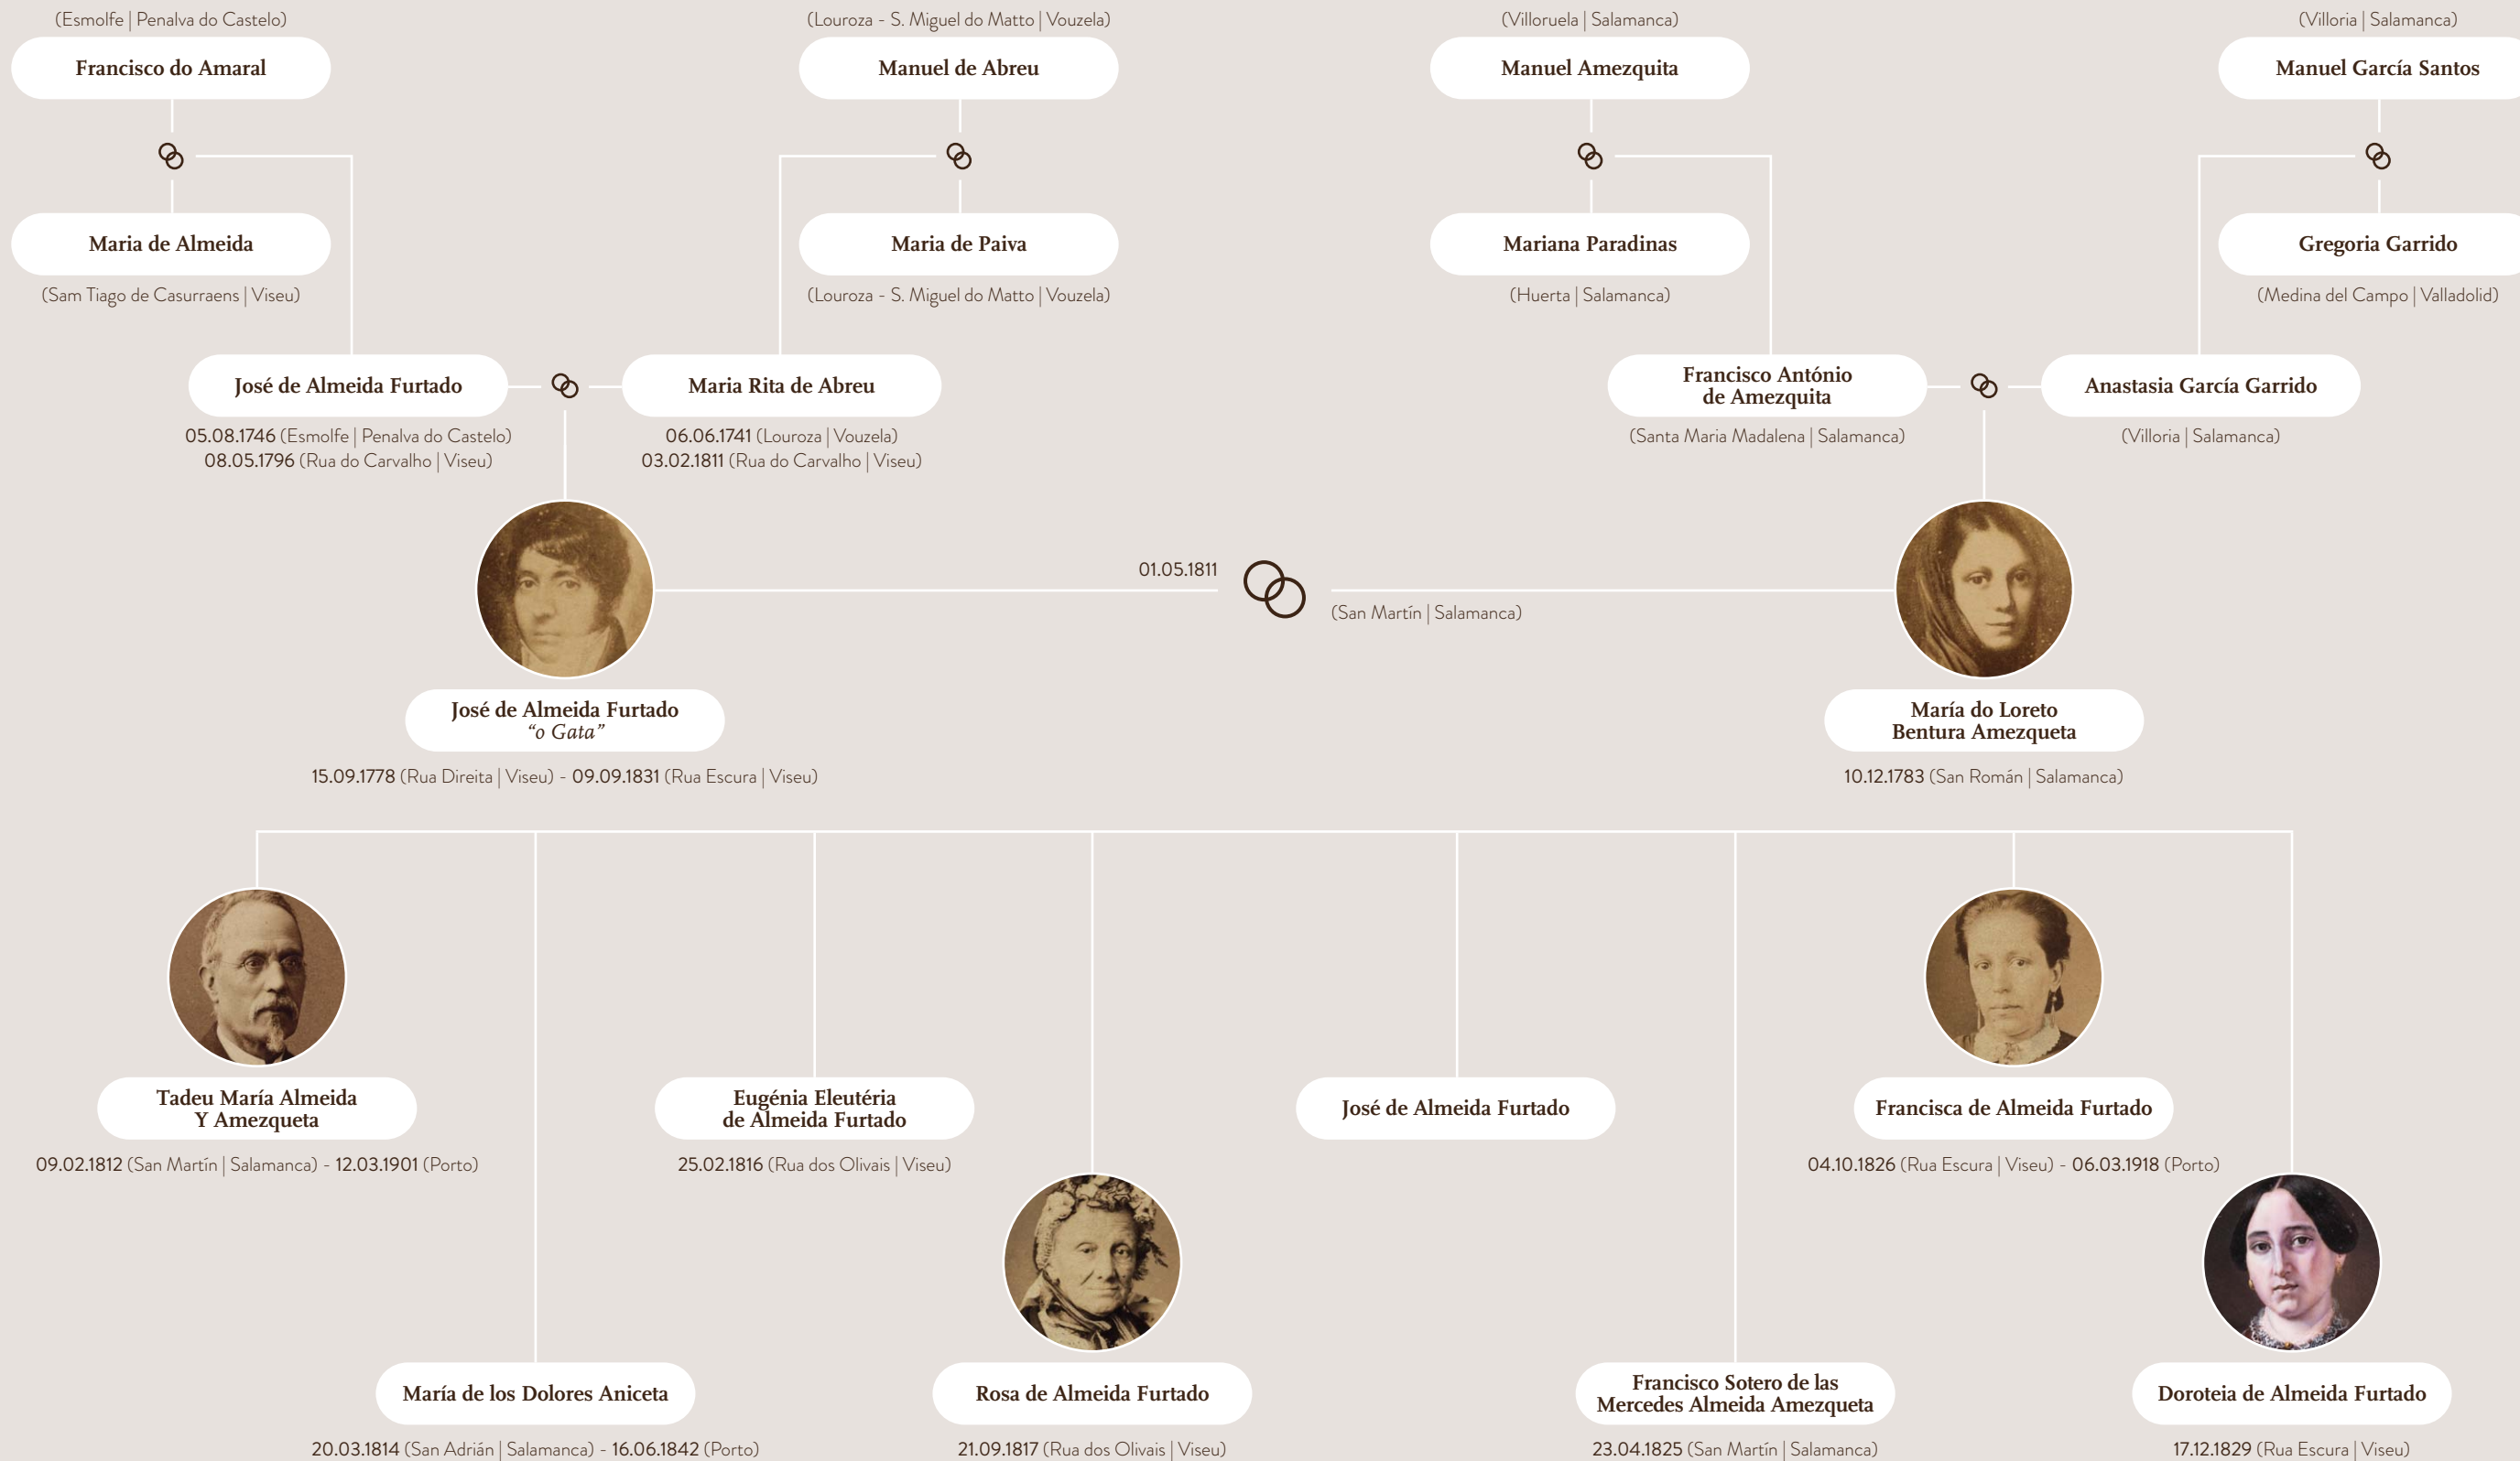 (Esmolfe | Penalva do Castelo)
(Louroza - S. Miguel do Matto | Vouzela)
(Villoruela | Salamanca)
(Villoria | Salamanca)
Francisco do Amaral
Manuel de Abreu
Manuel Amezquita
Manuel García Santos
Maria de Almeida
Maria de Paiva
Mariana Paradinas
Gregoria Garrido
(Sam Tiago de Casurraens | Viseu)
(Louroza - S. Miguel do Matto | Vouzela)
(Huerta | Salamanca)
(Medina del Campo | Valladolid)
José de Almeida Furtado
Maria Rita de Abreu
Francisco António
de Amezquita
Anastasia García Garrido
05.08.1746 (Esmolfe | Penalva do Castelo)
08.05.1796 (Rua do Carvalho | Viseu)
06.06.1741 (Louroza | Vouzela)
03.02.1811 (Rua do Carvalho | Viseu)
(Santa Maria Madalena | Salamanca)
(Villoria | Salamanca)
01.05.1811
(San Martín | Salamanca)
José de Almeida Furtado
“o Gata”
María do Loreto
Bentura Amezqueta
15.09.1778 (Rua Direita | Viseu) - 09.09.1831 (Rua Escura | Viseu)
10.12.1783 (San Román | Salamanca)
Tadeu María Almeida
Y Amezqueta
Eugénia Eleutéria
de Almeida Furtado
José de Almeida Furtado
Francisca de Almeida Furtado
09.02.1812 (San Martín | Salamanca) - 12.03.1901 (Porto)
25.02.1816 (Rua dos Olivais | Viseu)
04.10.1826 (Rua Escura | Viseu) - 06.03.1918 (Porto)
María de los Dolores Aniceta
Rosa de Almeida Furtado
Francisco Sotero de las
Mercedes Almeida Amezqueta
Doroteia de Almeida Furtado
20.03.1814 (San Adrián | Salamanca) - 16.06.1842 (Porto)
21.09.1817 (Rua dos Olivais | Viseu)
23.04.1825 (San Martín | Salamanca)
17.12.1829 (Rua Escura | Viseu)